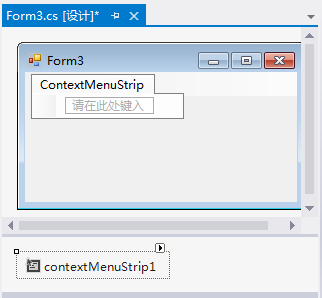 Form3.cs [设计]*
Form3
ContextMenuStrip
请在此处键入
contextMenuStrip1